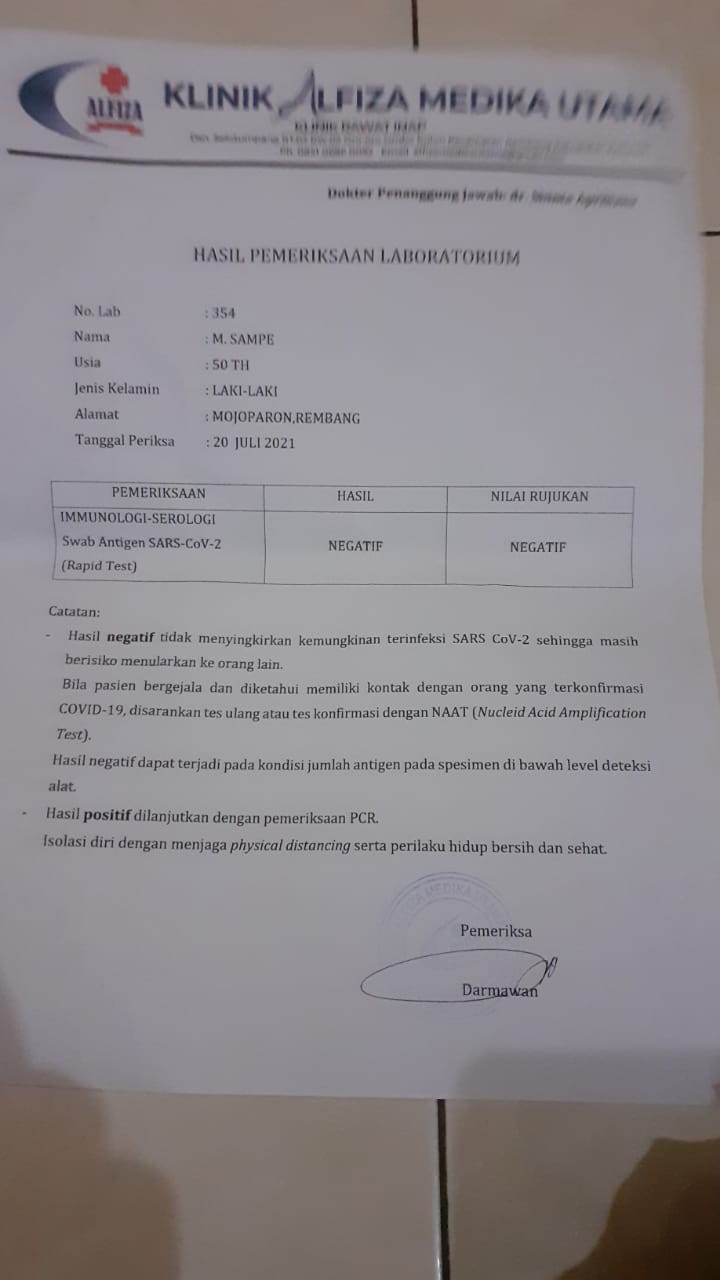 ALFIZA
KLINIK ALFIZA MEDIKA UTAMA
KLINIK RAWAT INAP
Dokter Penanggung Jawab: dr.
HASIL PEMERIKSAAN LABORATORIUM
No. Lab : 354
Nama : M. SAMPE
Usia : 50 TH
Jenis Kelamin : LAKI-LAKI
Alamat : MOJOPARON,REMBANG
Tanggal Periksa : 20 JULI 2021
PEMERIKSAAN HASIL NILAI RUJUKAN
IMMUNOLOGI-SEROLOGI
Swab Antigen SARS-CoV-2 NEGATIF NEGATIF
(Rapid Test)
Catatan:
- Hasil negatif tidak menyingkirkan kemungkinan terinfeksi SARS CoV-2 sehingga masih
berisiko menularkan ke orang lain.
Bila pasien bergejala dan diketahui memiliki kontak dengan orang yang terkonfirmasi
COVID-19, disarankan tes ulang atau tes konfirmasi dengan NAAT (Nucleid Acid Amplification
Test).
Hasil negatif dapat terjadi pada kondisi jumlah antigen pada spesimen di bawah level deteksi
alat.
- Hasil positif dilanjutkan dengan pemeriksaan PCR.
Isolasi diri dengan menjaga physical distancing serta perilaku hidup bersih dan sehat.
MEDIKA
Pemeriksa
Darmawan